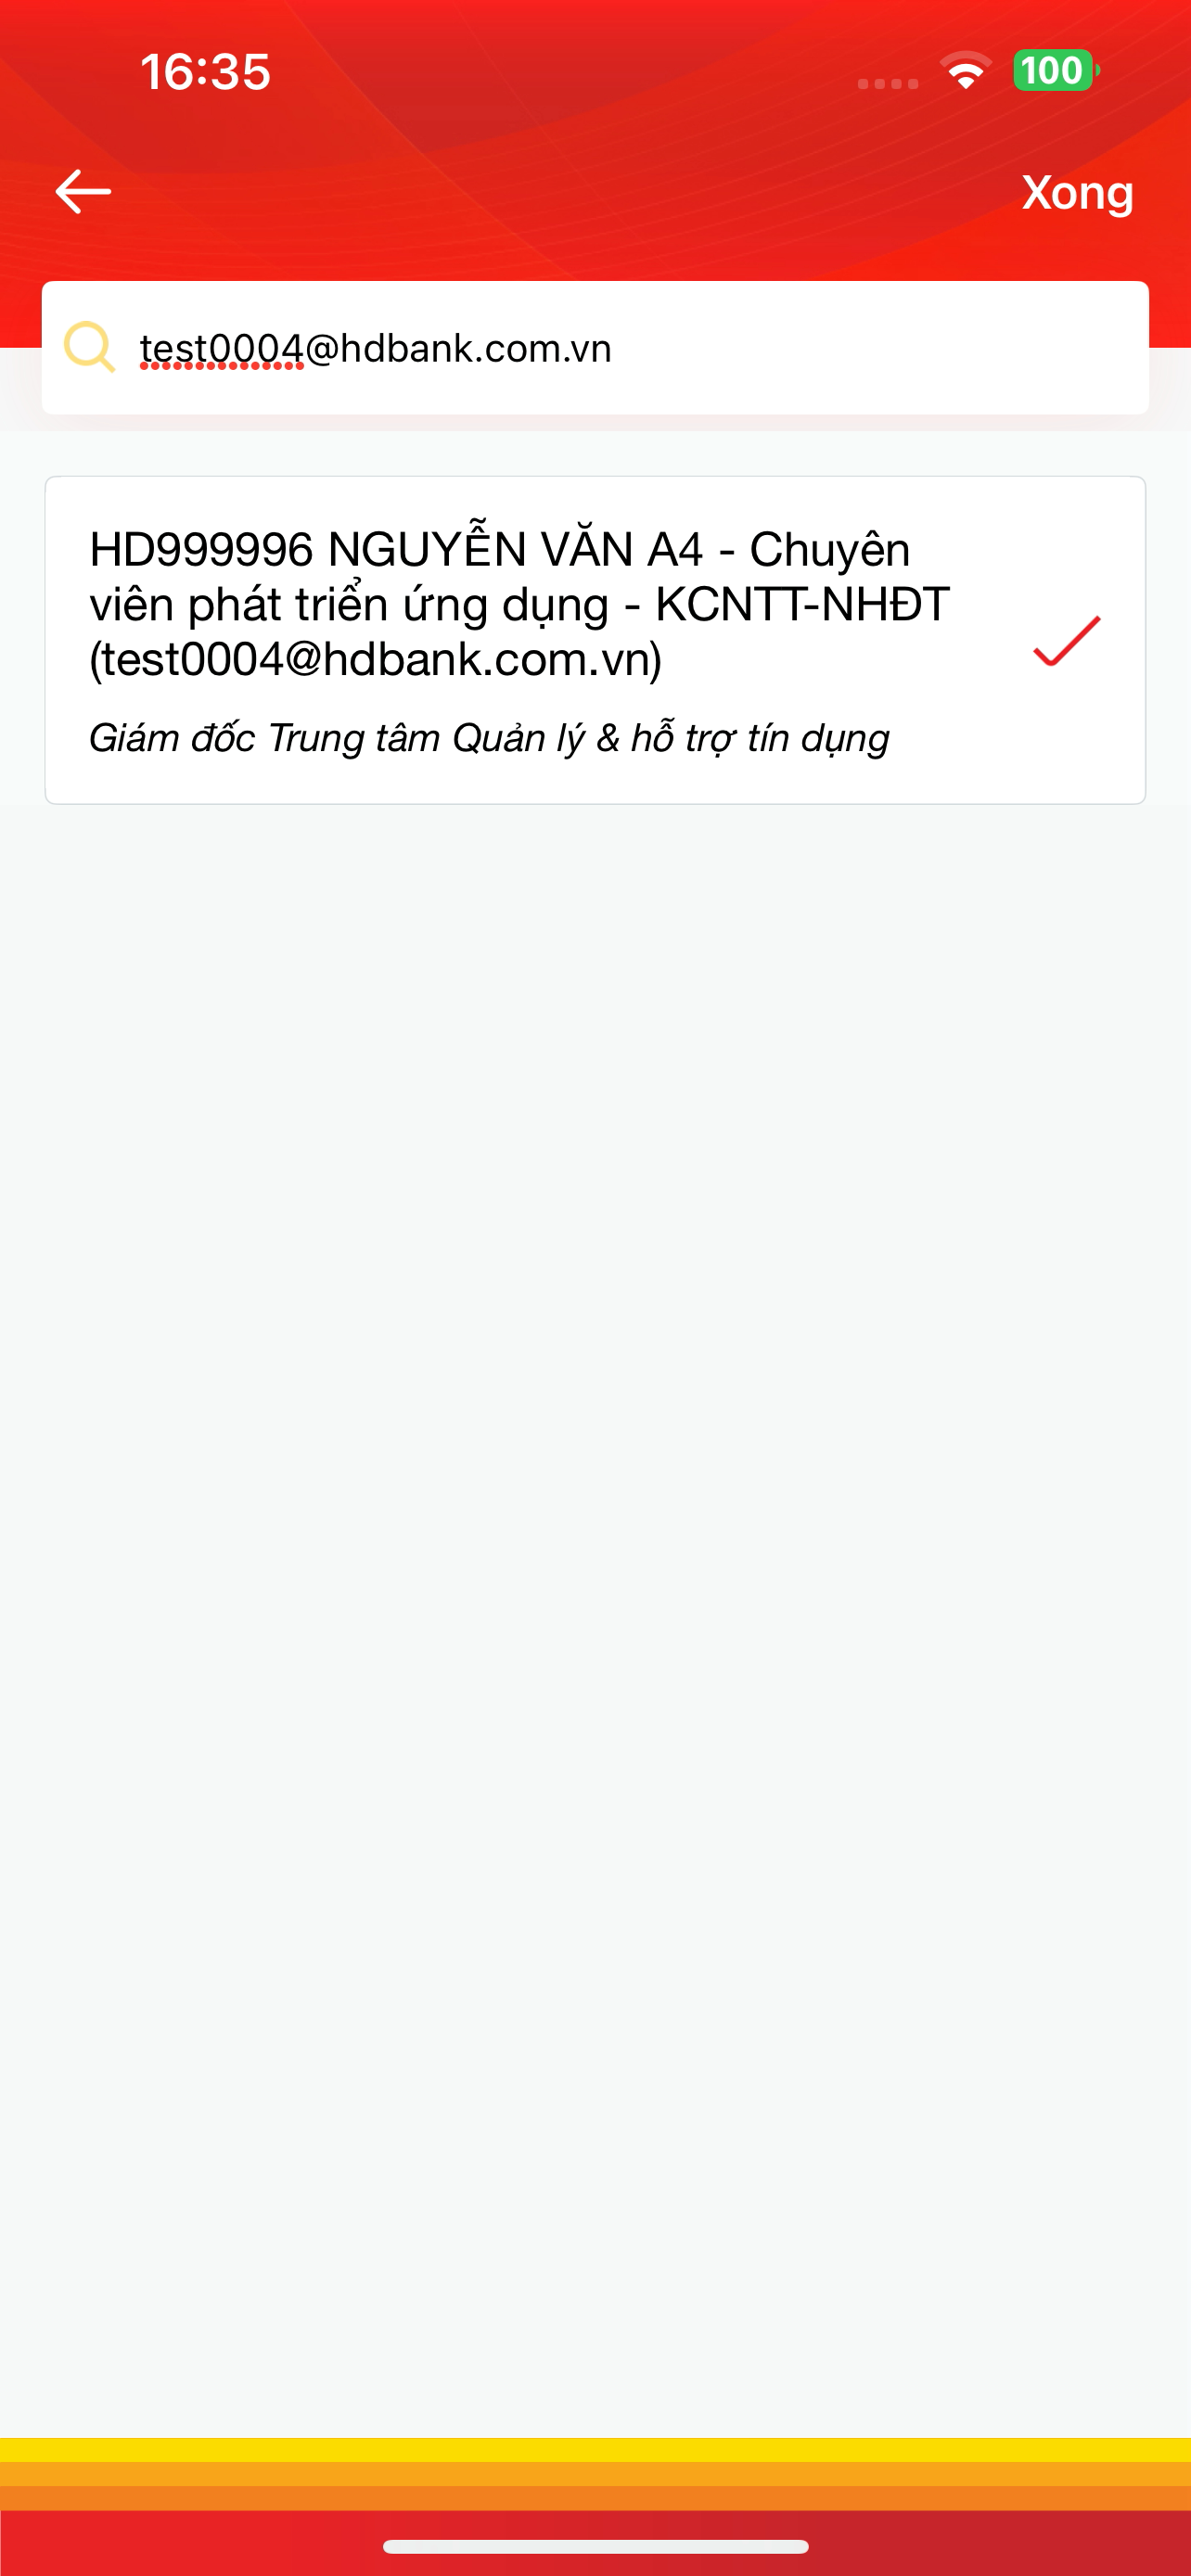 16:35
100
Xong
test0004@hdbank.com.vn
HD999996 NGUYỄN VĂN A4 - Chuyên
viên phát triển ứng dụng - KCNTT-NHĐT
(test0004@hdbank.com.vn)
Giám đốc Trung tâm Quản lý & hỗ trợ tín dụng